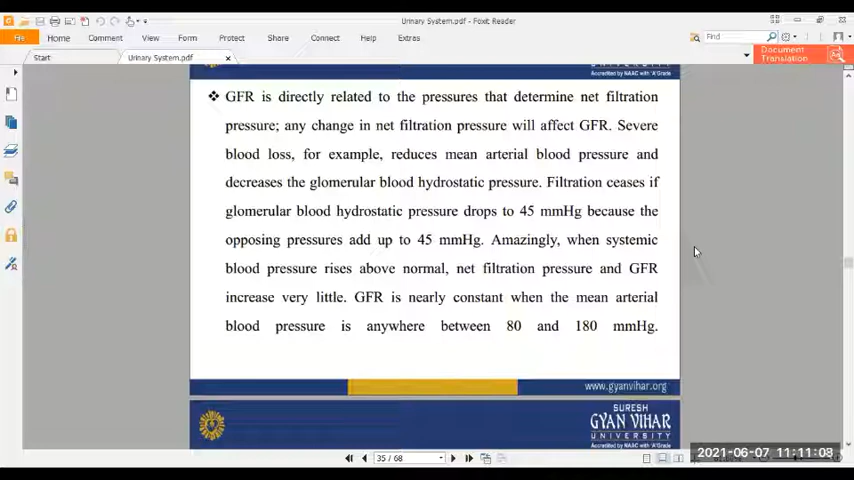 Urinary System.pdf - Foxit Reader
File Home Comment View Form Protect Share Connect Help Extras Find
Start Urinary System.pdf
Document
Translation
Accredited by NAAC with 'A' Grade
❖ GFR is directly related to the pressures that determine net filtration
pressure; any change in net filtration pressure will affect GFR. Severe
blood loss, for example, reduces mean arterial blood pressure and
decreases the glomerular blood hydrostatic pressure. Filtration ceases if
glomerular blood hydrostatic pressure drops to 45 mmHg because the
opposing pressures add up to 45 mmHg. Amazingly, when systemic
blood pressure rises above normal, net filtration pressure and GFR
increase very little. GFR is nearly constant when the mean arterial
blood pressure is anywhere between 80 and 180 mmHg.
www.gyanvihar.org
SURESH
GYAN VIHAR
UNIVERSITY
Accredited by NAAC with 'A' Grade
35 / 68
2021-06-07 11:11:03